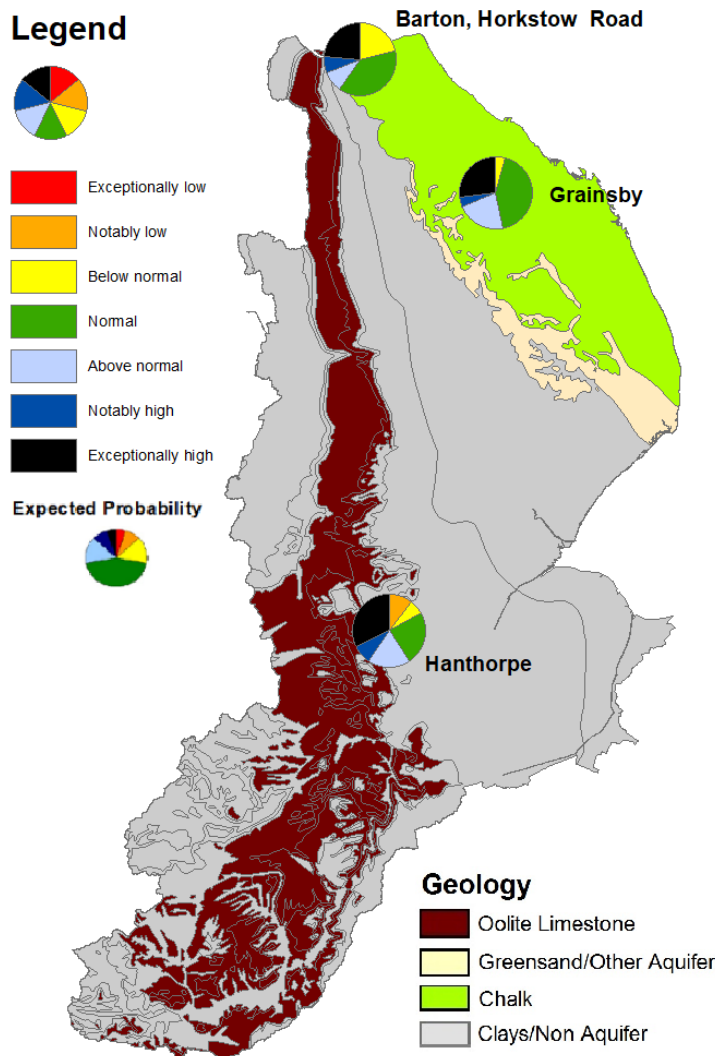 Legend
Barton, Horkstow Road
Grainsby
Exceptionally low
Notably low
Below normal
Normal
Above normal
Notably high
Exceptionally high
Expected Probability
Hanthorpe
Geology
Oolite Limestone
Greensand/Other Aquifer
Chalk
Clays/Non Aquifer